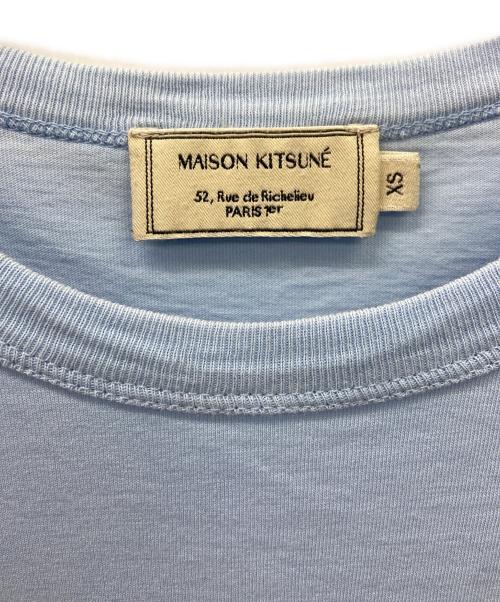 MAISON KITSUNÉ
52, Rue de Richelieu
PARIS 1er
XS